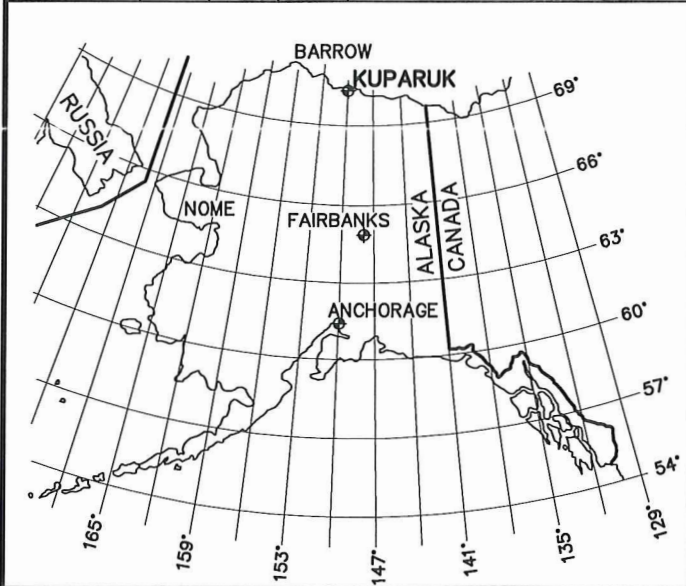 BARROW
KUPARUK
69°
RUSSIA
66°
NOME
FAIRBANKS
ALASKA
CANADA
63°
ANCHORAGE
60°
57°
54°
165°
159°
153°
147°
141°
135°
129°